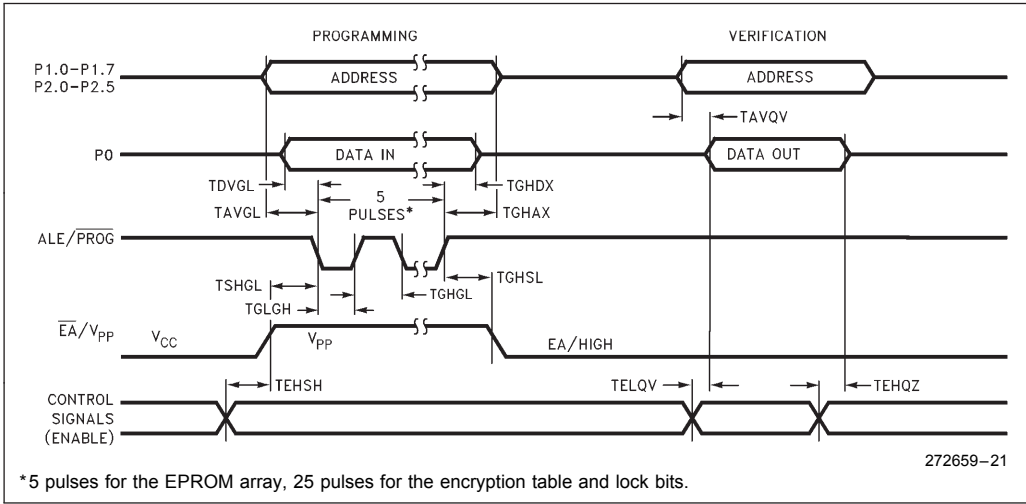 PROGRAMMING VERIFICATION
P1.0–P1.7
P2.0–P2.5
ADDRESS ADDRESS
TAVQV
P0
DATA IN DATA OUT
TDVGL TGHDX
5
PULSES*
TAVGL TGHAX
ALE/PROG
TSHGL TGHSL
TGHGL
TGLGH
EA/VPP
VCC VPP EA/HIGH
TEHSH TELQV TEHQZ
CONTROL
SIGNALS
(ENABLE)
272659–21
*5 pulses for the EPROM array, 25 pulses for the encryption table and lock bits.